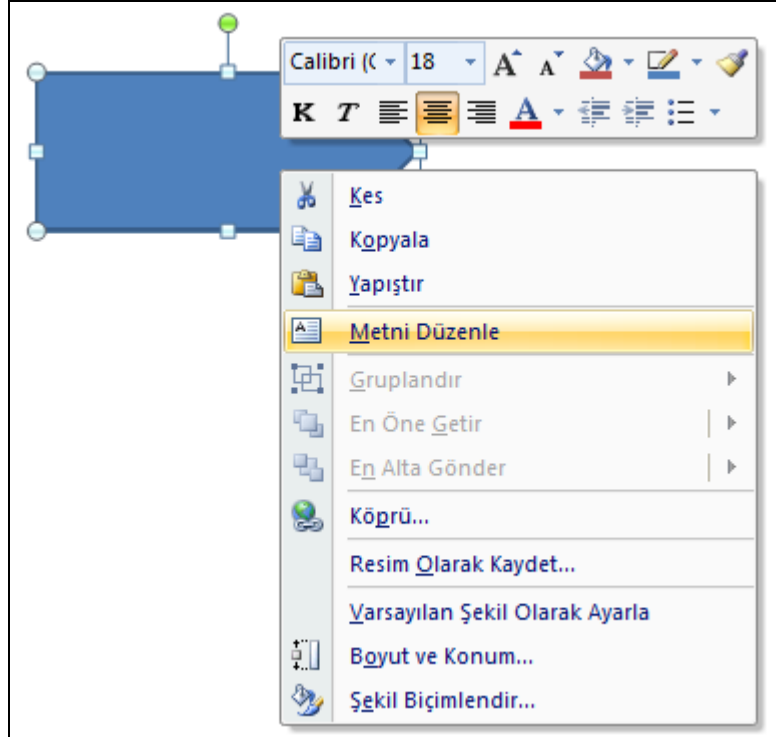 Calibri (( 18 A A
K T A
Kes
Kopyala
Yapıştır
Metni Düzenle
Gruplandır
En Öne Getir
En Alta Gönder
Köprü...
Resim Olarak Kaydet...
Varsayılan Şekil Olarak Ayarla
Boyut ve Konum...
Şekil Biçimlendir...